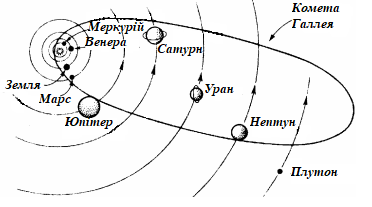 Комета
Галлея
Меркурій
Венера
Сатурн
Земля
Марс
Юпітер
Уран
Нептун
Плутон